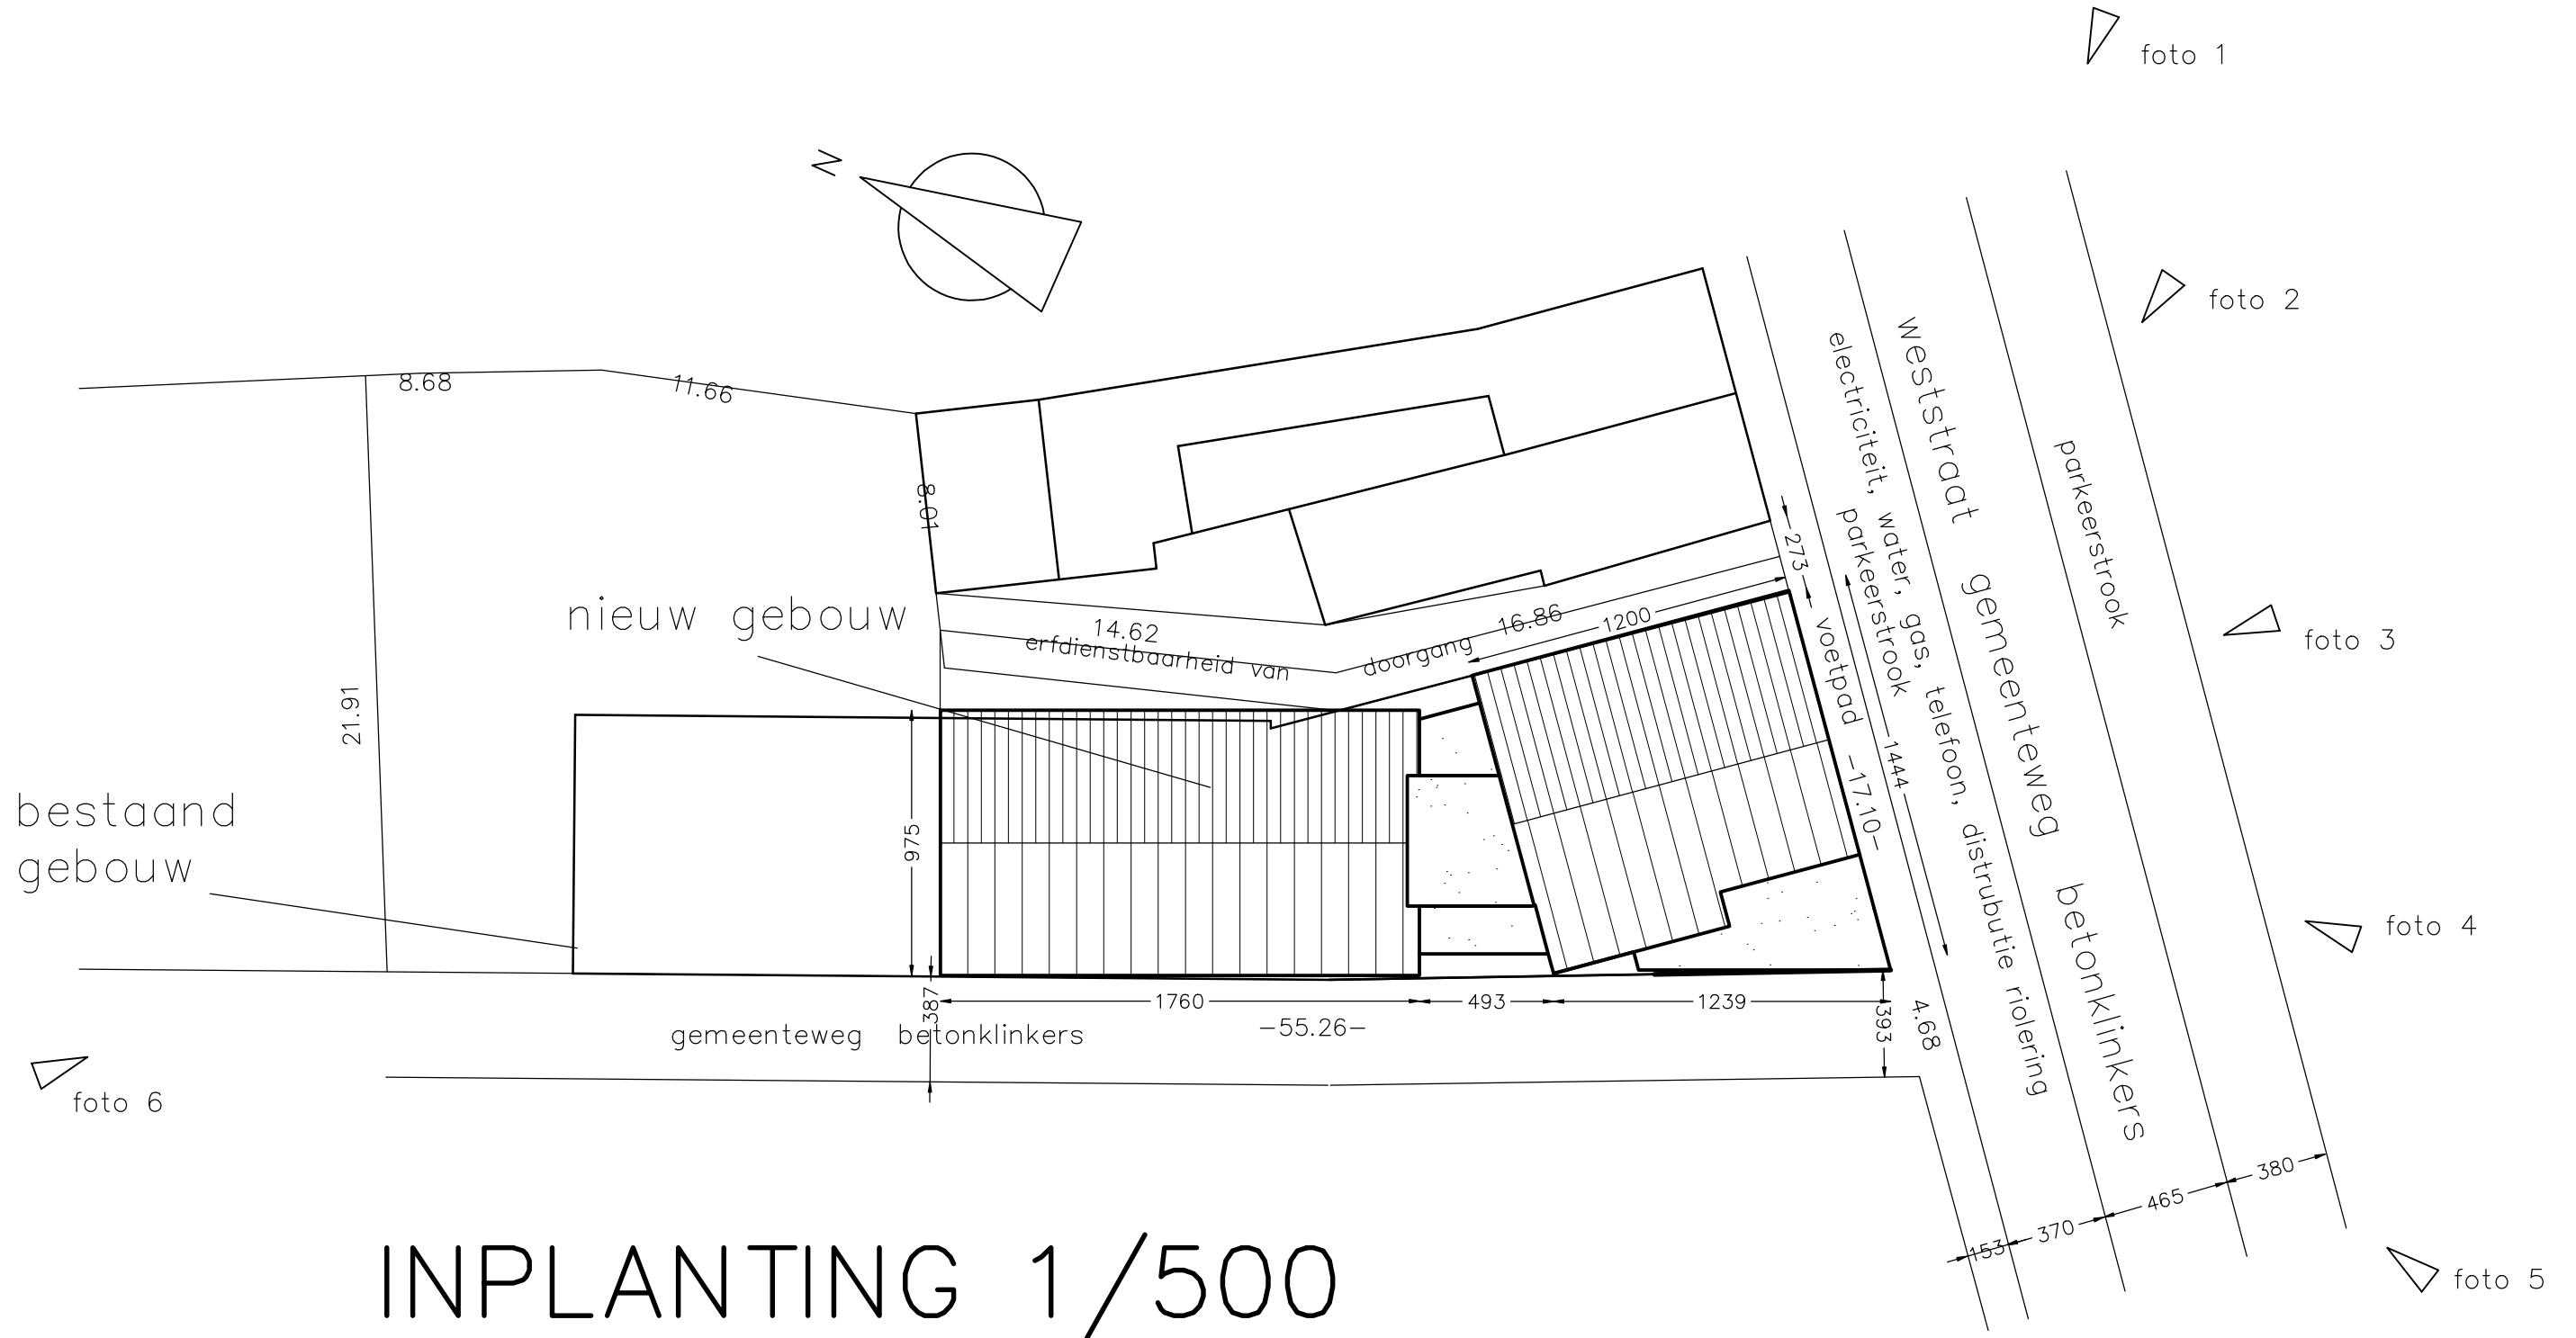 foto 1
N
foto 2
weststraat gemeenteweg betonklinkers
electriciteit, water, gas, telefoon, distrubutie riolering
parkeerstrook
parkeerstrook
8.68
11.66
8.01
273
nieuw gebouw
14.62
16.86
1200
erfdienstbaarheid van doorgang
voetpad -17.10-
foto 3
21.91
1444
bestaand
gebouw
975
foto 4
387
1760
493
1239
393
4.68
gemeenteweg betonklinkers
-55.26-
foto 6
153
370
465
380
INPLANTING 1/500
foto 5